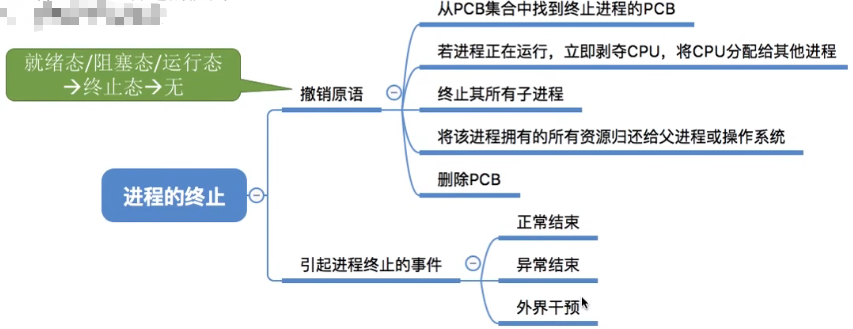 从PCB集合中找到终止进程的PCB
若进程正在运行，立即剥夺CPU，将CPU分配给其他进程
就绪态/阻塞态/运行态
→终止态→无
撤销原语
终止其所有子进程
将该进程拥有的所有资源归还给父进程或操作系统
删除PCB
进程的终止
正常结束
引起进程终止的事件
异常结束
外界干预